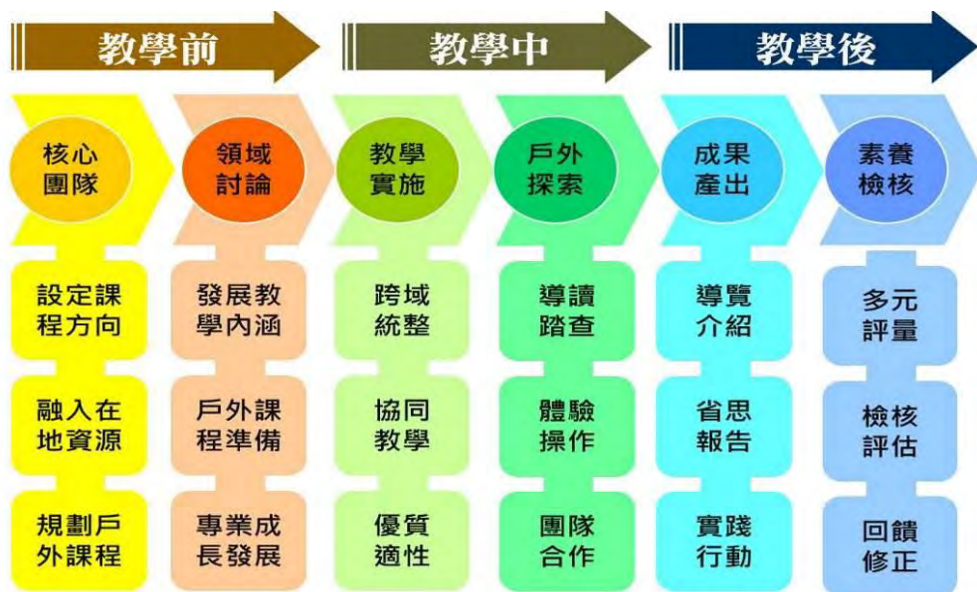 教學前
教學中
教學後
核心
團隊
領域
討論
教學
實施
戶外
探索
成果
產出
素養
檢核
設定課
程方向
發展教
學內涵
跨域
統整
導讀
踏查
導覽
介紹
多元
評量
融入在
地資源
戶外課
程準備
協同
教學
體驗
操作
省思
報告
檢核
評估
規劃戶
外課程
專業成
長發展
優質
適性
團隊
合作
實踐
行動
回饋
修正